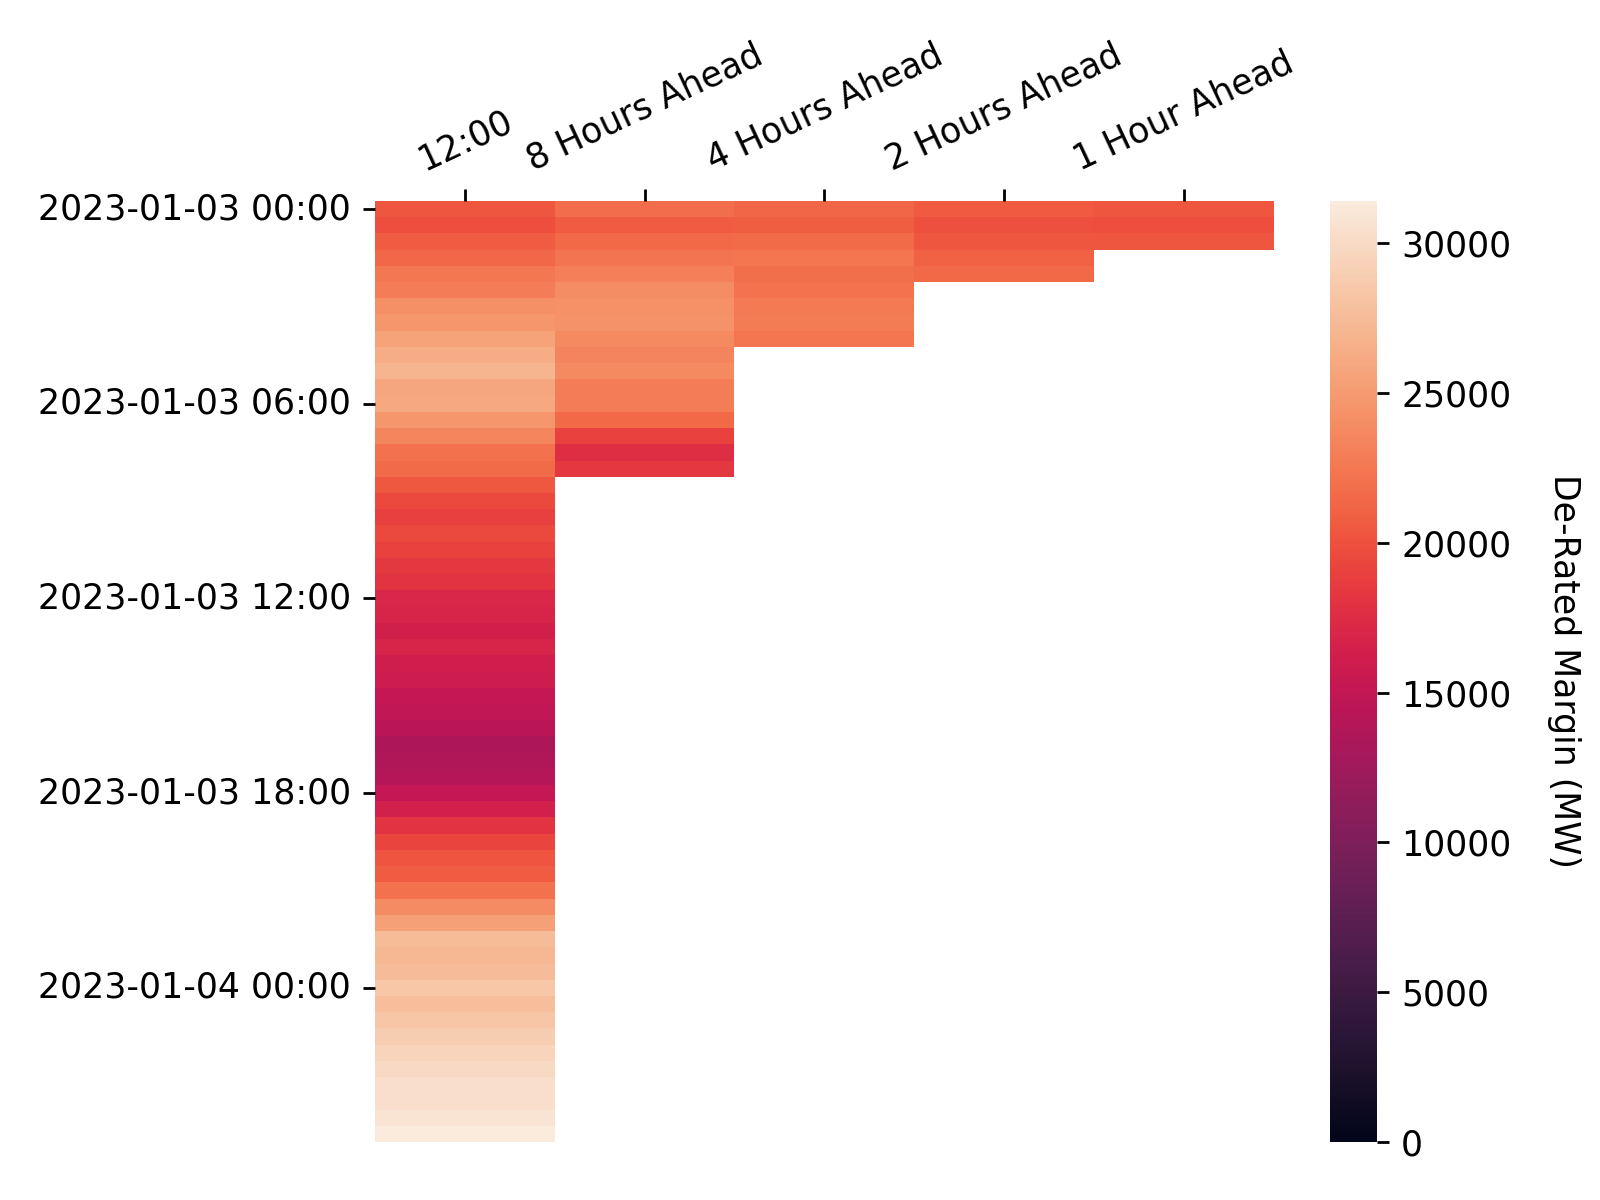 12:00
8 Hours Ahead
4 Hours Ahead
2 Hours Ahead
1 Hour Ahead
2023-01-03 00:00
2023-01-03 06:00
2023-01-03 12:00
2023-01-03 18:00
2023-01-04 00:00
30000
25000
20000
15000
10000
5000
0
De-Rated Margin (MW)